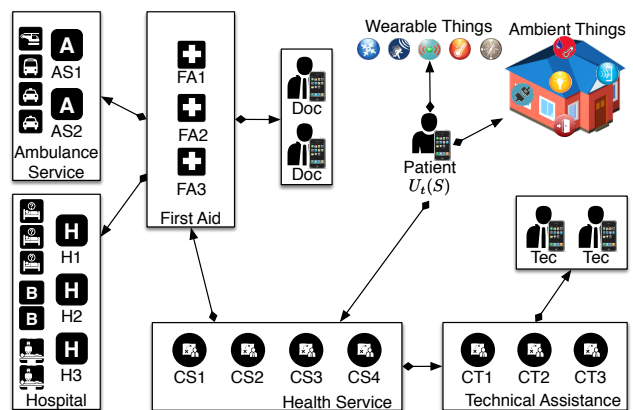 Wearable Things
Ambient Things
A
AS1
A
AS2
Ambulance
Service
FA1
FA2
FA3
First Aid
Doc
Doc
Patient
U_t(S)
?
?
?
B
B
H
H1
H
H2
H
H3
Hospital
Tec
Tec
CS1
CS2
CS3
CS4
Health Service
CT1
CT2
CT3
Technical Assistance